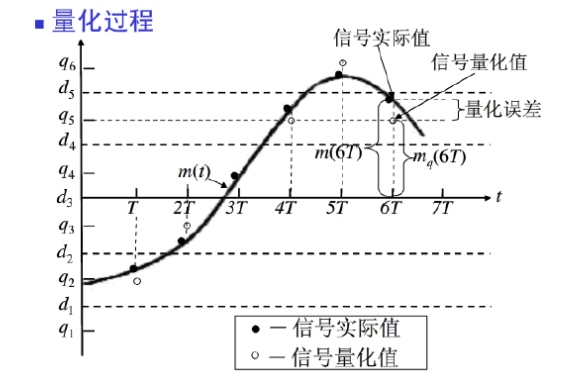 量化过程
信号实际值
信号量化值
q6
d5
q5
量化误差
d4
m(6T)
mq(6T)
q4
m(t)
d3
T 2T 3T 4T 5T 6T 7T t
q3
d2
q2
d1
q1
● — 信号实际值
○ — 信号量化值